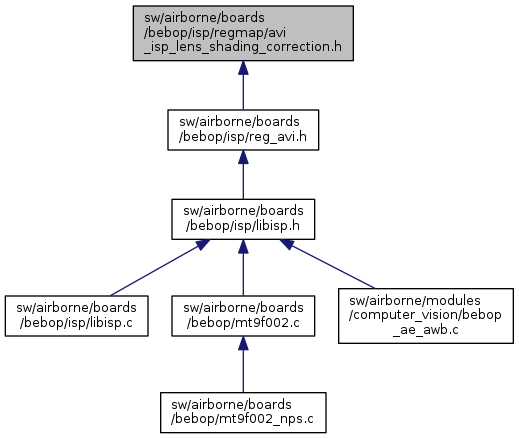 sw/airborne/boards
/bebop/isp/regmap/avi
_isp_lens_shading_correction.h
sw/airborne/boards
/bebop/isp/reg_avi.h
sw/airborne/boards
/bebop/isp/libisp.h
sw/airborne/boards
/bebop/isp/libisp.c
sw/airborne/boards
/bebop/mt9f002.c
sw/airborne/modules
/computer_vision/bebop
_ae_awb.c
sw/airborne/boards
/bebop/mt9f002_nps.c